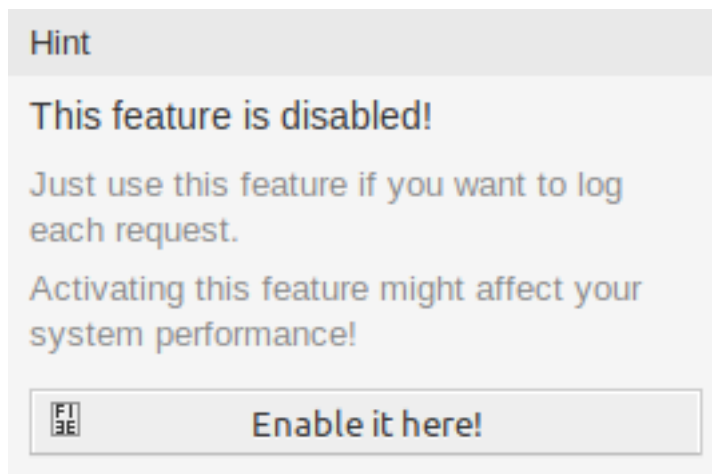 Hint
This feature is disabled!
Just use this feature if you want to log
each request.
Activating this feature might affect your
system performance!
Enable it here!